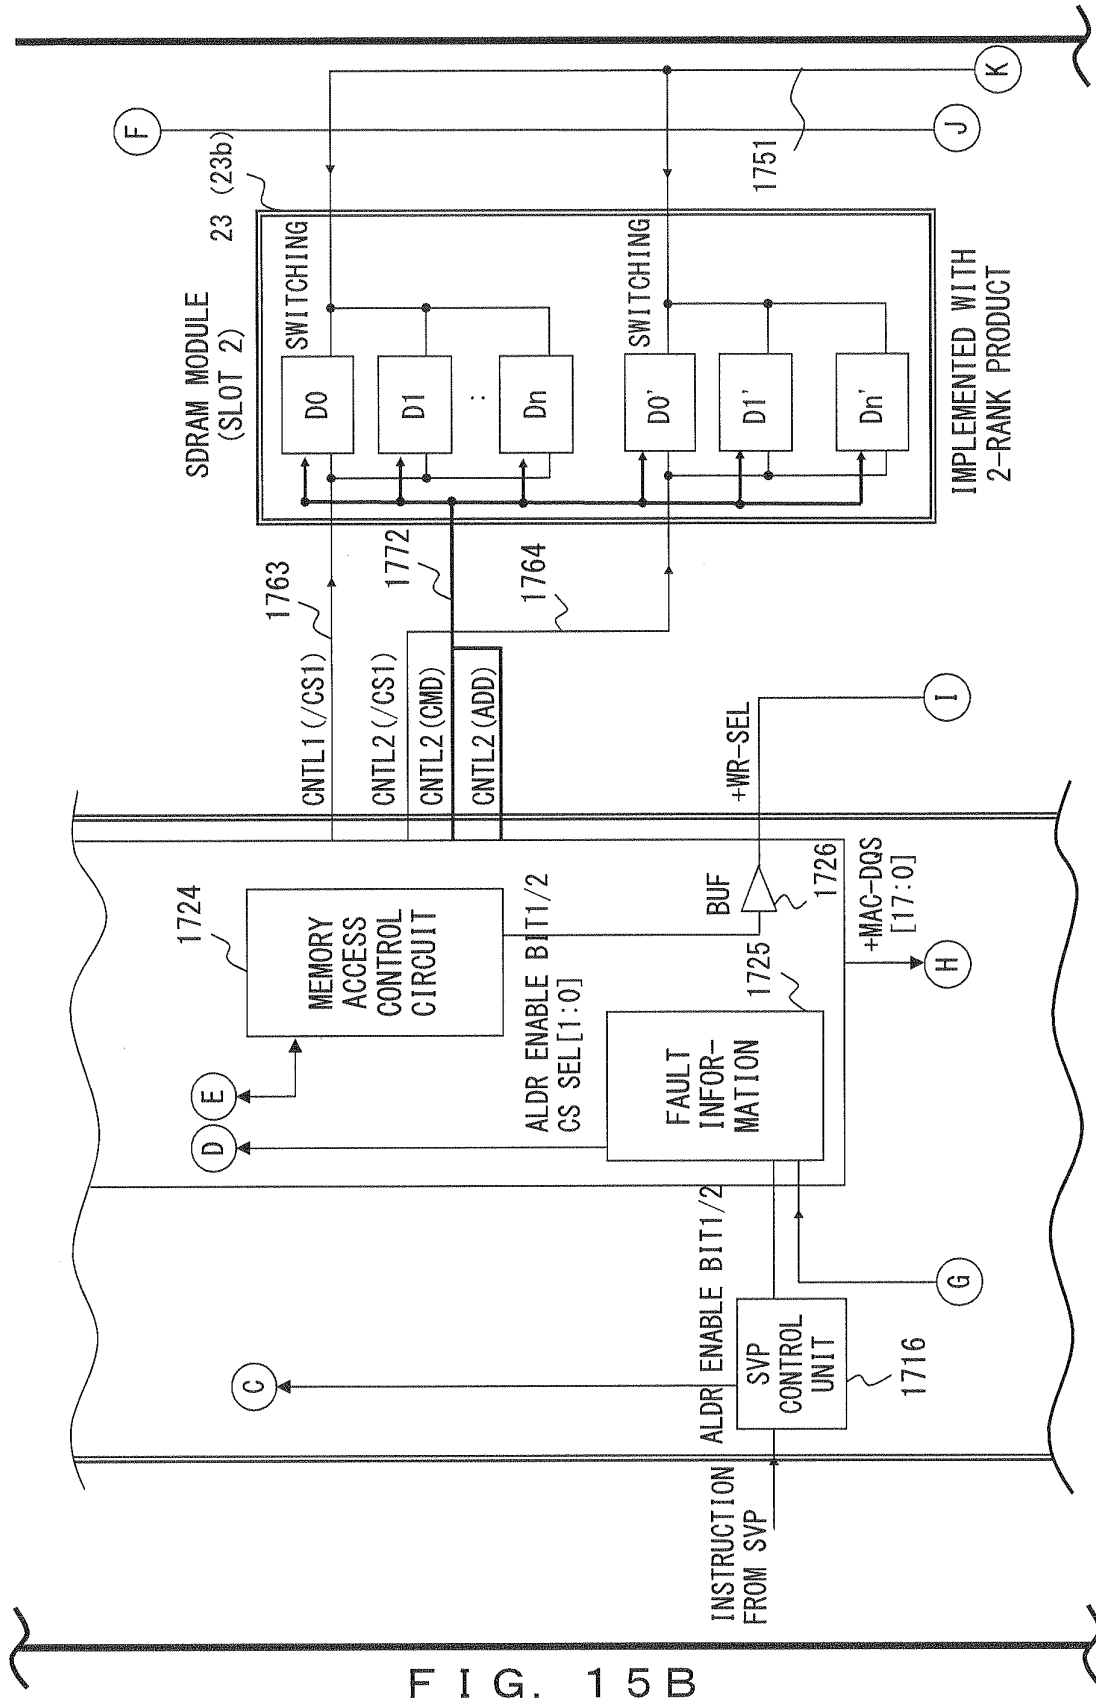 F
23 (23b)
SDRAM MODULE
(SLOT 2)
SWITCHING
D0
D1
:
Dn
SWITCHING
D0'
D1'
Dn'
IMPLEMENTED WITH
2-RANK PRODUCT
1751
K
J
1763
1772
1764
CNTL1(/CS1)
CNTL2(/CS1)
CNTL2(CMD)
CNTL2(ADD)
+WR-SEL
I
1724
MEMORY
ACCESS
CONTROL
CIRCUIT
BUF
1726
+MAC-DQS
[17:0]
H
E
D
ALDR ENABLE BIT1/2
CS SEL[1:0]
1725
FAULT
INFOR-
MATION
C
ALDR ENABLE BIT1/2
SVP
CONTROL
UNIT
1716
G
INSTRUCTION
FROM SVP
FIG. 15B